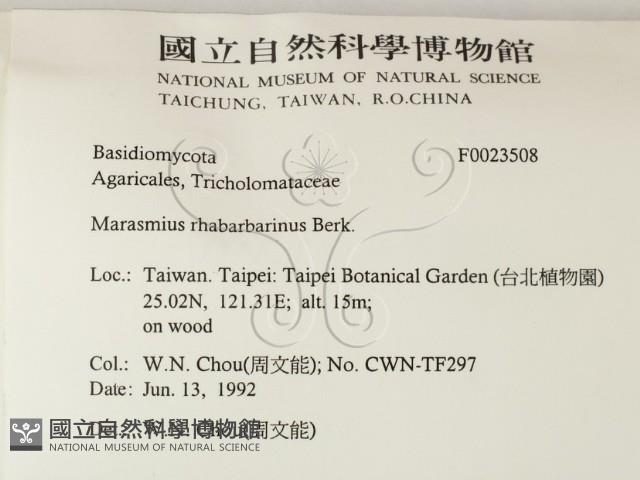 國立自然科學博物館
NATIONAL MUSEUM OF NATURAL SCIENCE
TAICHUNG, TAIWAN, R.O.CHINA
Basidiomycota F0023508
Agaricales, Tricholomataceae
Marasmius rhabarbarinus Berk.
Loc.: Taiwan. Taipei: Taipei Botanical Garden (台北植物園)
25.02N, 121.31E; alt. 15m;
on wood
Col.: W.N. Chou(周文能); No. CWN-TF297
Date: Jun. 13, 1992
(周文能)
國立自然科學博物館
NATIONAL MUSEUM OF NATURAL SCIENCE